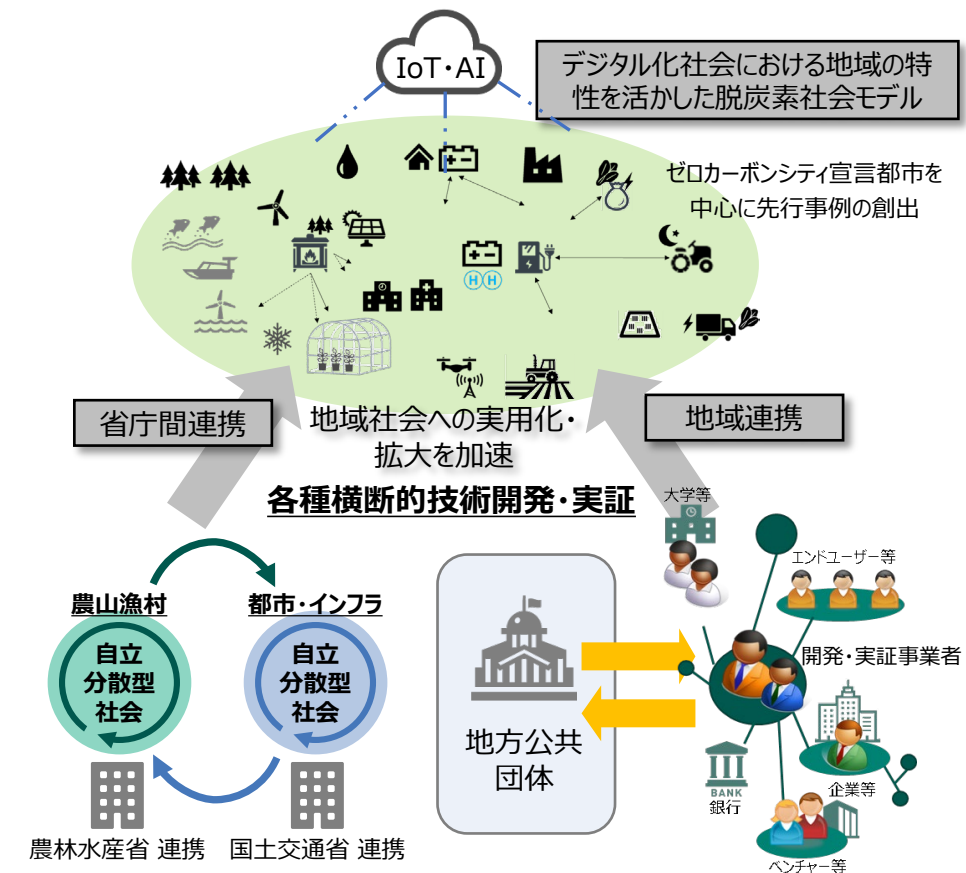 IoT・AI
デジタル化社会における地域の特
性を活かした脱炭素社会モデル
ゼロカーボンシティ宣言都市を
中心に先行事例の創出
H H
省庁間連携
地域社会への実用化・
拡大を加速
地域連携
各種横断的技術開発・実証
大学等
エンドユーザー等
農山漁村
都市・インフラ
自立
分散型
社会
自立
分散型
社会
開発・実証事業者
地方公共
団体
BANK
銀行
企業等
ベンチャー等
農林水産省 連携
国土交通省 連携